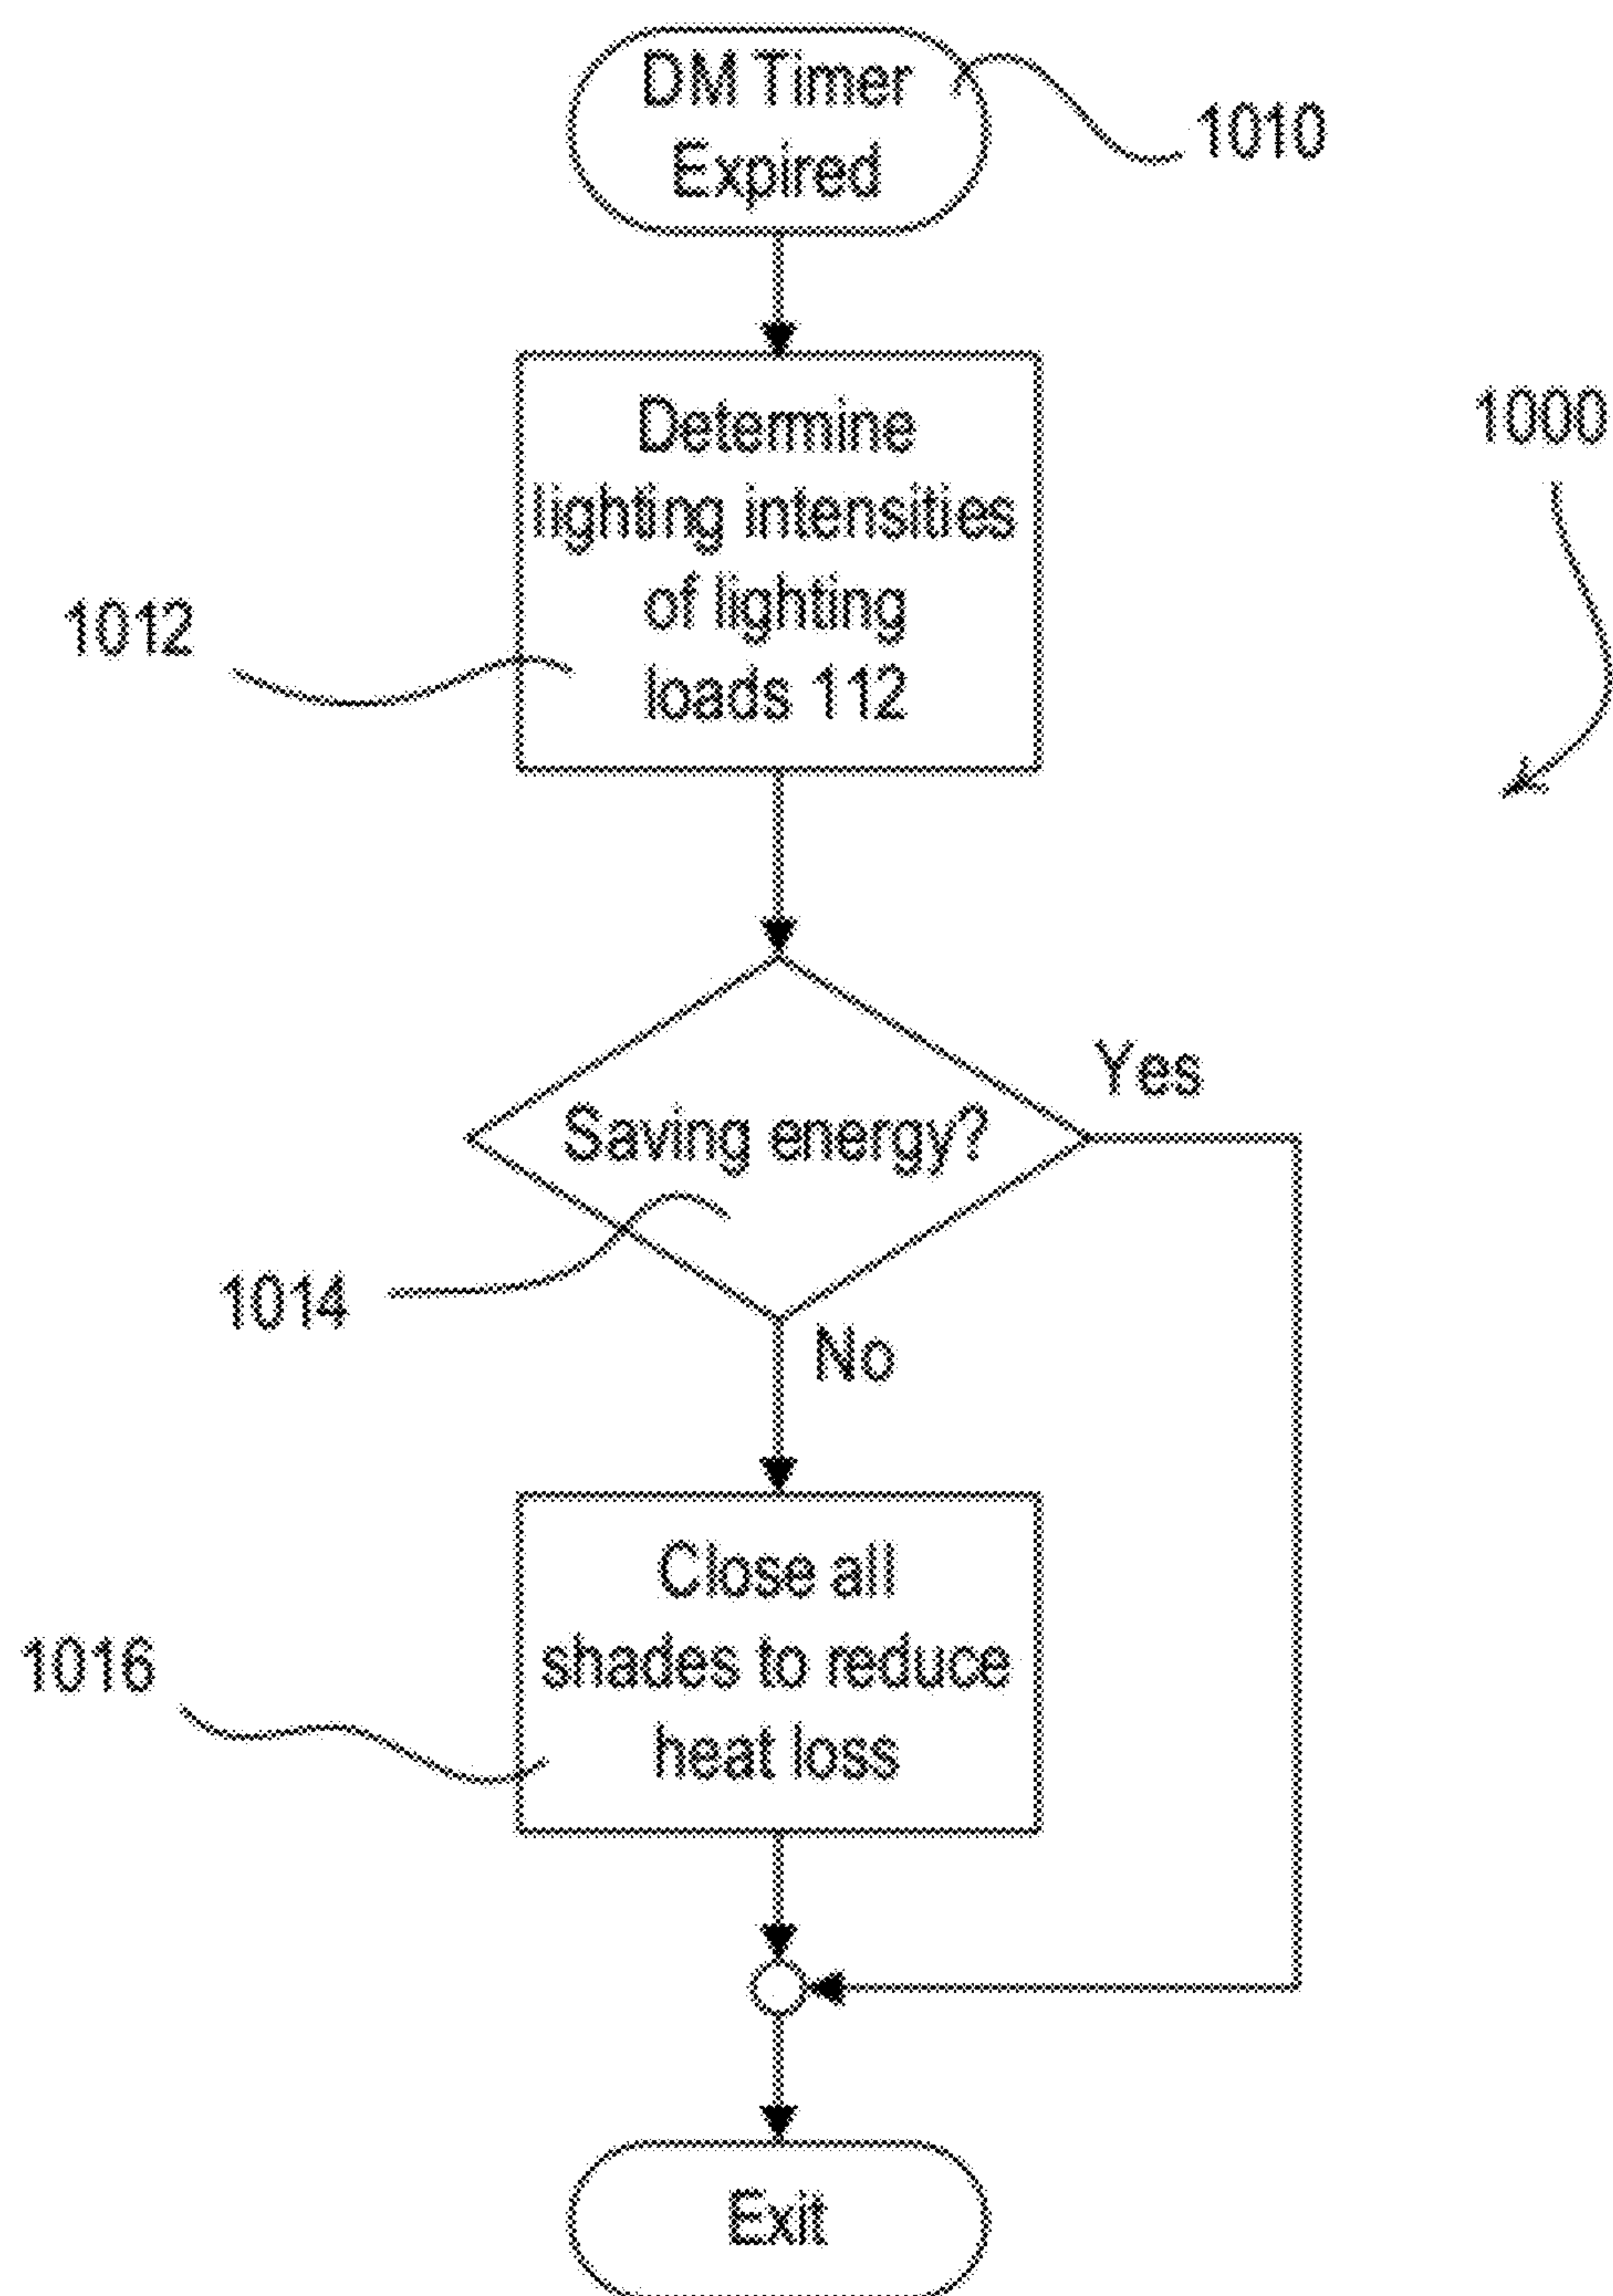 DM Timer
Expired
1010
Determine
lighting intensities
of lighting
loads 112
1000
1012
Yes
Saving energy?
1014
No
Close all
shades to reduce
heat loss
1016
Exit